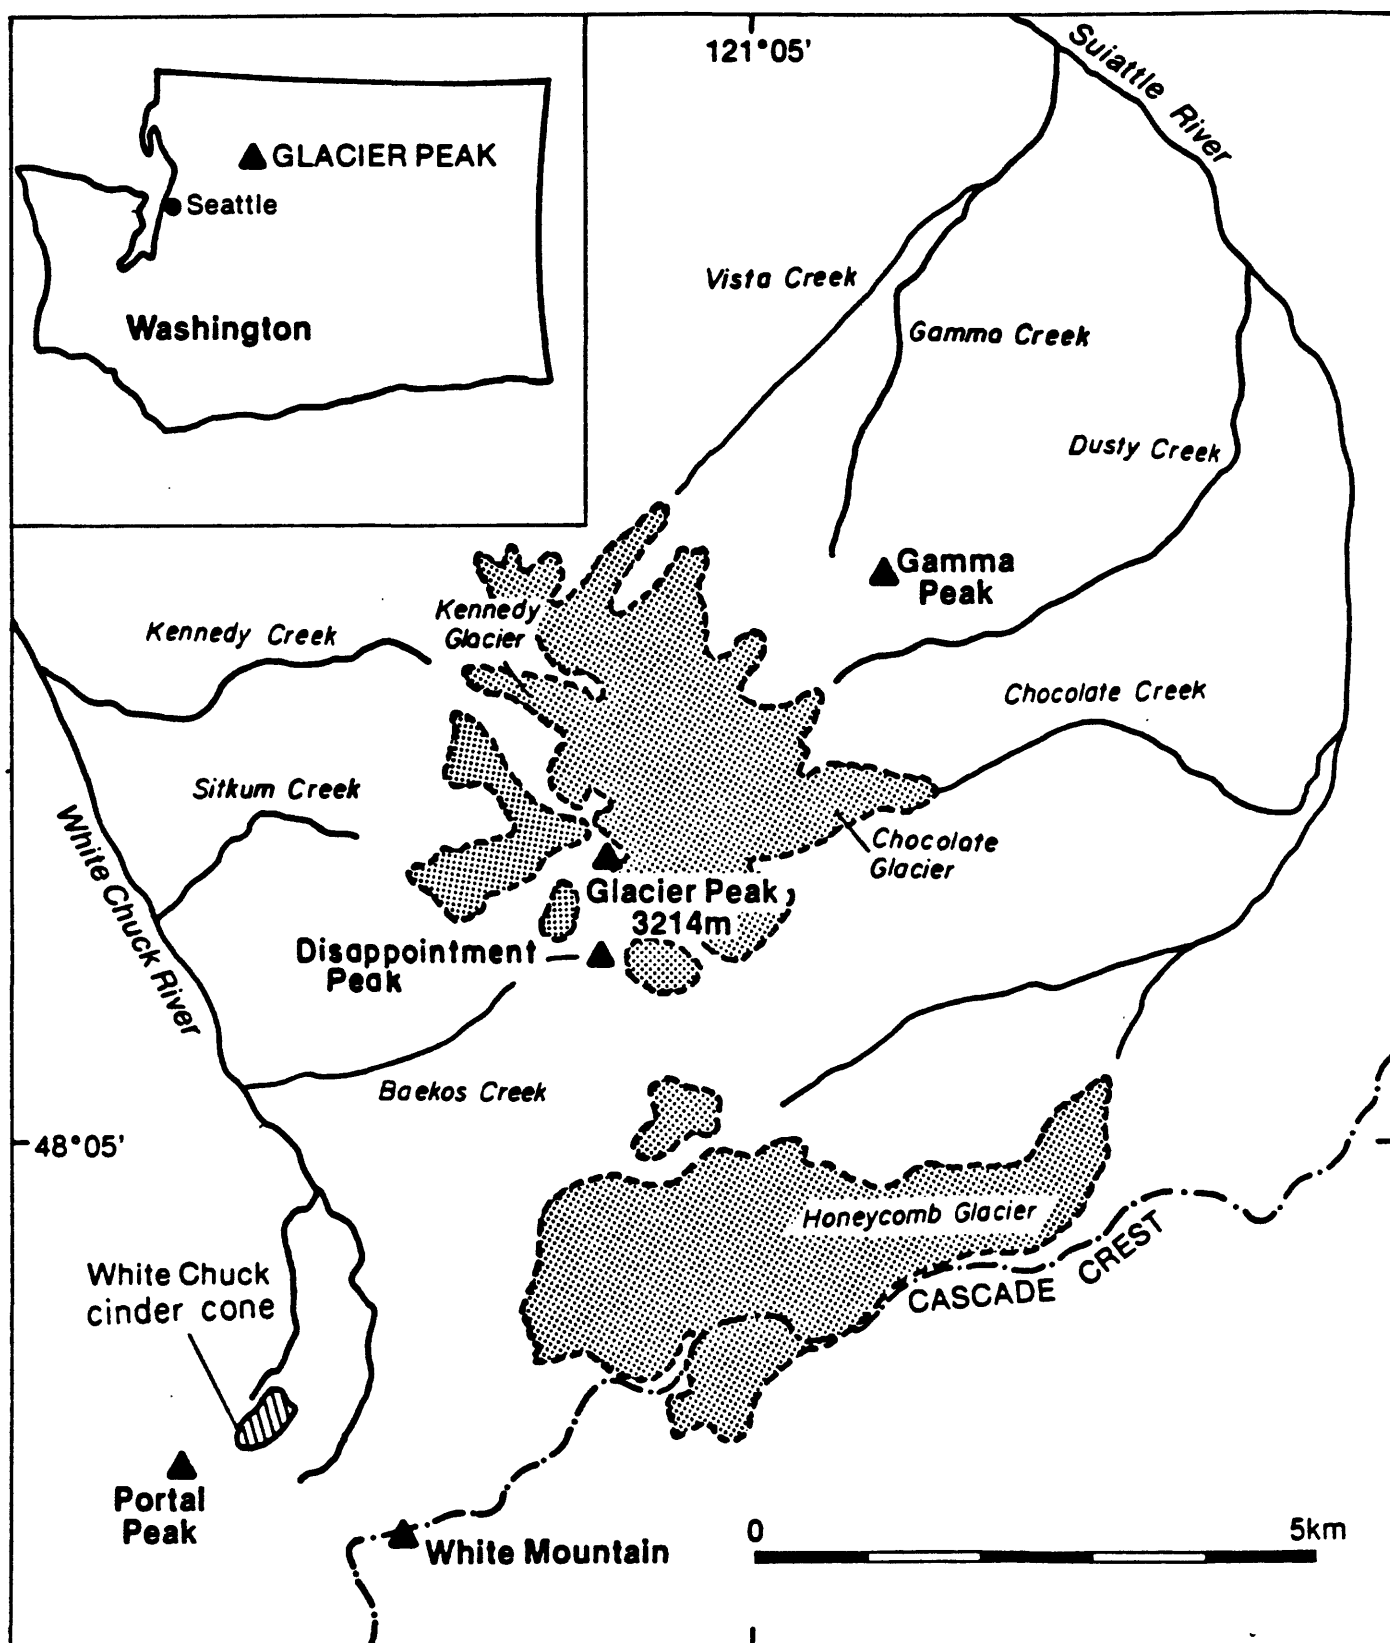 121°05'
Suiattle River
GLACIER PEAK
Seattle
Washington
Vista Creek
Gamma Creek
Dusty Creek
Gamma
Peak
Kennedy
Glacier
Kennedy Creek
Chocolate Creek
Sitkum Creek
White Chuck River
Chocolate
Glacier
Glacier Peak
3214m
Disappointment
Peak
Baekos Creek
48°05'
Honeycomb Glacier
CASCADE CREST
White Chuck
cinder cone
Portal
Peak
White Mountain
0
5km